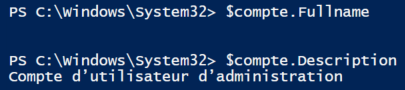 PS C:\Windows\System32> $compte.Fullname
PS C:\Windows\System32> $compte.Description
Compte d'utilisateur d'administration